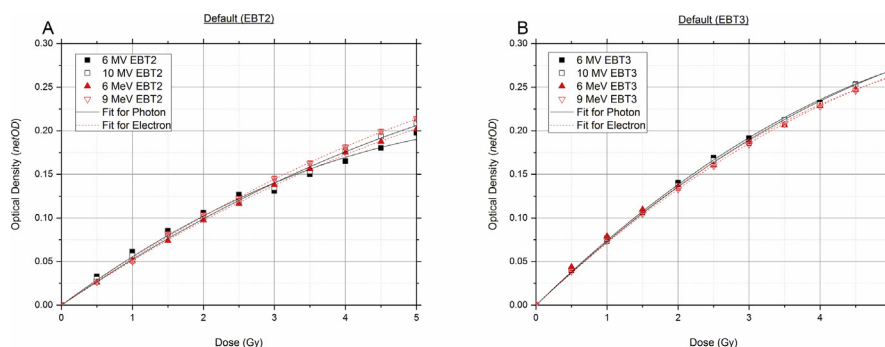 Default (EBT2)
A
0.30
0.25
0.20
0.15
0.10
0.05
0.00
Optical Density (netOD)
6 MV EBT2
10 MV EBT2
6 MeV EBT2
9 MeV EBT2
Fit for Photon
Fit for Electron
0 1 2 3 4 5
Dose (Gy)
Default (EBT3)
B
0.30
0.25
0.20
0.15
0.10
0.05
0.00
Optical Density (netOD)
6 MV EBT3
10 MV EBT3
6 MeV EBT3
9 MeV EBT3
Fit for Photon
Fit for Electron
0 1 2 3 4
Dose (Gy)